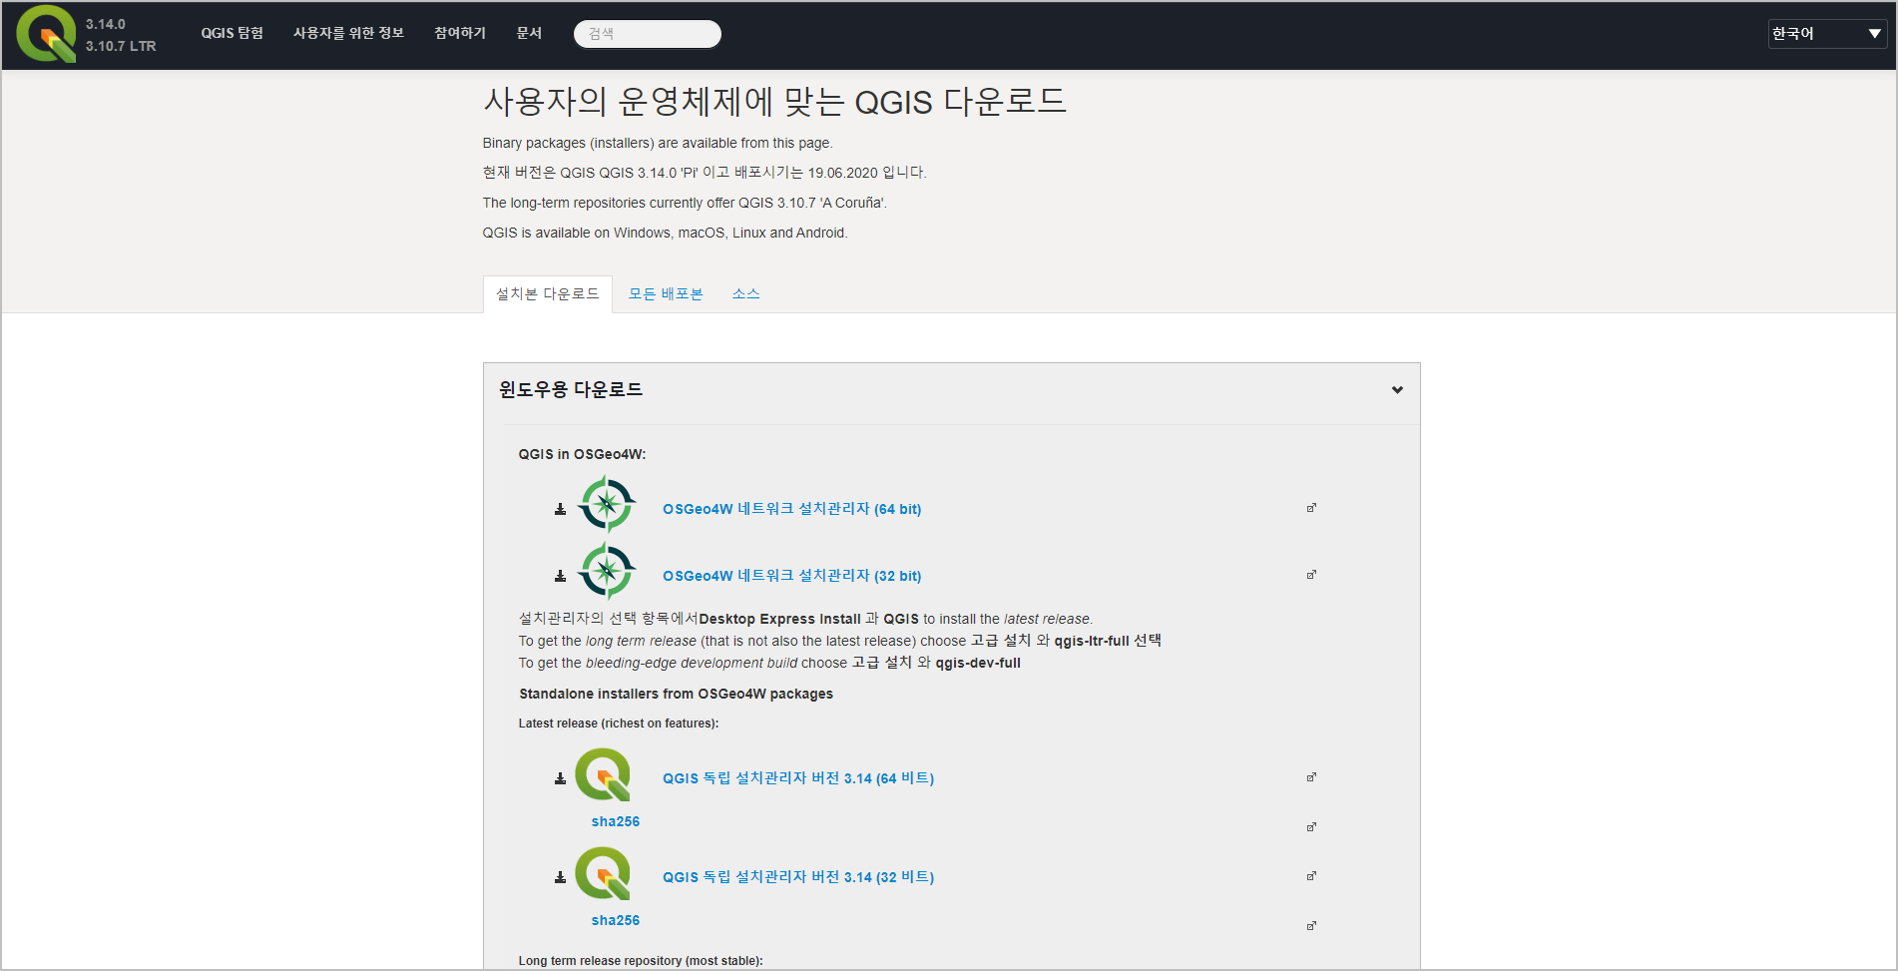 3.14.0
3.10.7 LTR
QGIS 탐험 사용자를 위한 정보 참여하기 문서 검색 한국어
사용자의 운영체제에 맞는 QGIS 다운로드
Binary packages (installers) are available from this page.
현재 버전은 QGIS QGIS 3.14.0 'Pi' 이고 배포시기는 19.06.2020 입니다.
The long-term repositories currently offer QGIS 3.10.7 'A Coruña'.
QGIS is available on Windows, macOS, Linux and Android.
설치본 다운로드 모든 배포본 소스
윈도우용 다운로드
QGIS in OSGeo4W:
OSGeo4W 네트워크 설치관리자 (64 bit)
OSGeo4W 네트워크 설치관리자 (32 bit)
설치관리자의 선택 항목에서Desktop Express Install 과 QGIS to install the latest release.
To get the long term release (that is not also the latest release) choose 고급 설치 와 qgis-ltr-full 선택
To get the bleeding-edge development build choose 고급 설치 와 qgis-dev-full
Standalone installers from OSGeo4W packages
Latest release (richest on features):
QGIS 독립 설치관리자 버전 3.14 (64 비트)
sha256
QGIS 독립 설치관리자 버전 3.14 (32 비트)
sha256
Long term release repository (most stable):